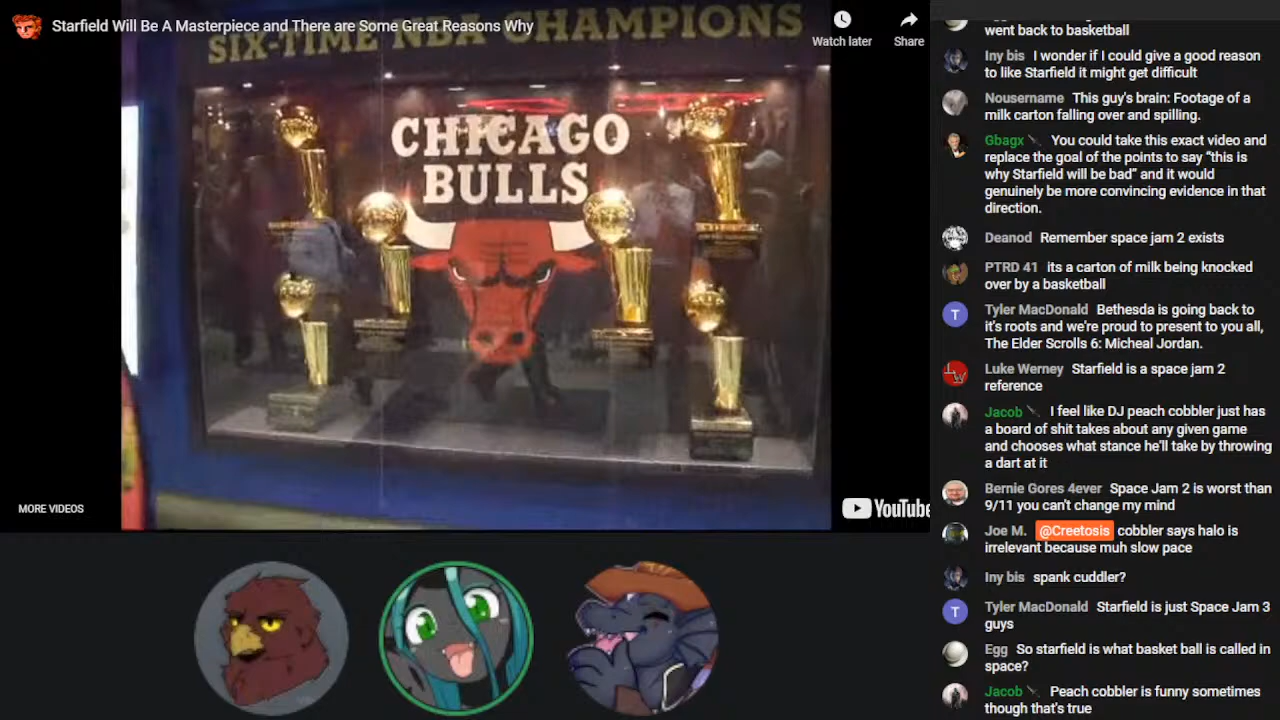 Starfield Will Be A Masterpiece and There are Some Great Reasons Why
Watch later
Share
SIX-TIME NBA CHAMPIONS
CHICAGO
BULLS
MORE VIDEOS
YouTube
went back to basketball
Iny bis I wonder if I could give a good reason
to like Starfield it might get difficult
Nousername This guy's brain: Footage of a
milk carton falling over and spilling.
Gbagx You could take this exact video and
replace the goal of the points to say "this is
why Starfield will be bad" and it would
genuinely be more convincing evidence in that
direction.
Deanod Remember space jam 2 exists
PTRD 41 its a carton of milk being knocked
over by a basketball
T
Tyler MacDonald Bethesda is going back to
it's roots and we're proud to present to you all,
The Elder Scrolls 6: Micheal Jordan.
LW
Luke Werney Starfield is a space jam 2
reference
Jacob I feel like DJ peach cobbler just has
a board of shit takes about any given game
and chooses what stance he'll take by throwing
a dart at it
Bernie Gores 4ever Space Jam 2 is worst than
9/11 you can't change my mind
Joe M. @Creetosis cobbler says halo is
irrelevant because muh slow pace
Iny bis spank cuddler?
T
Tyler MacDonald Starfield is just Space Jam 3
guys
Egg So starfield is what basket ball is called in
space?
Jacob Peach cobbler is funny sometimes
though that's true